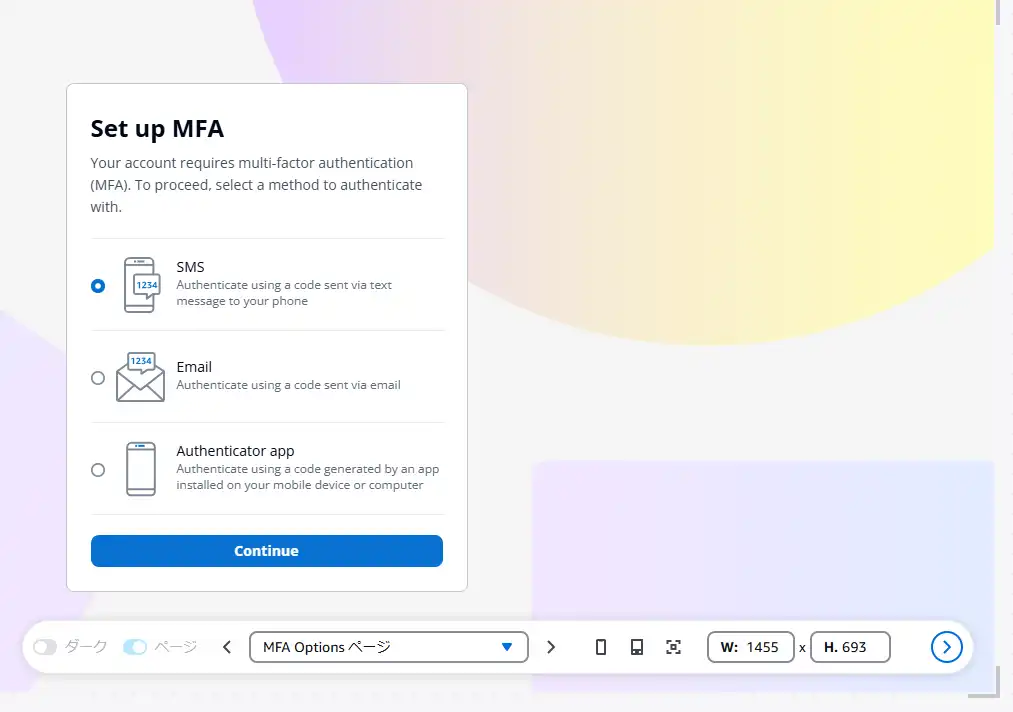 Set up MFA
Your account requires multi-factor authentication
(MFA). To proceed, select a method to authenticate
with.
1234
SMS
Authenticate using a code sent via text
message to your phone
1234
Email
Authenticate using a code sent via email
Authenticator app
Authenticate using a code generated by an app
installed on your mobile device or computer
Continue
ダーク ページ MFA Options ページ W: 1455 x H. 693